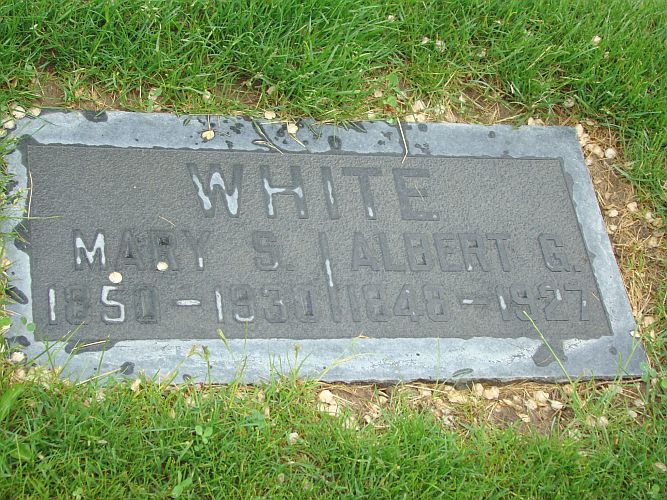 WHITE
MARY S. ALBERT G.
1850 - 1930 1848 - 1927